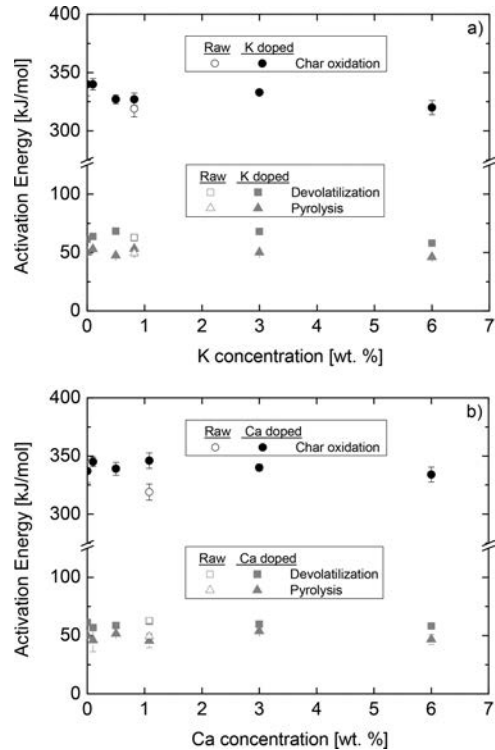 a)
400
350
325
300
100
50
0
Activation Energy [kJ/mol]
Raw K doped
Char oxidation
Raw K doped
Devolatilization
Pyrolysis
0 1 2 3 4 5 6 7
K concentration [wt. %]
b)
400
350
325
300
100
50
0
Activation Energy [kJ/mol]
Raw Ca doped
Char oxidation
Raw Ca doped
Devolatilization
Pyrolysis
0 1 2 3 4 5 6 7
Ca concentration [wt. %]